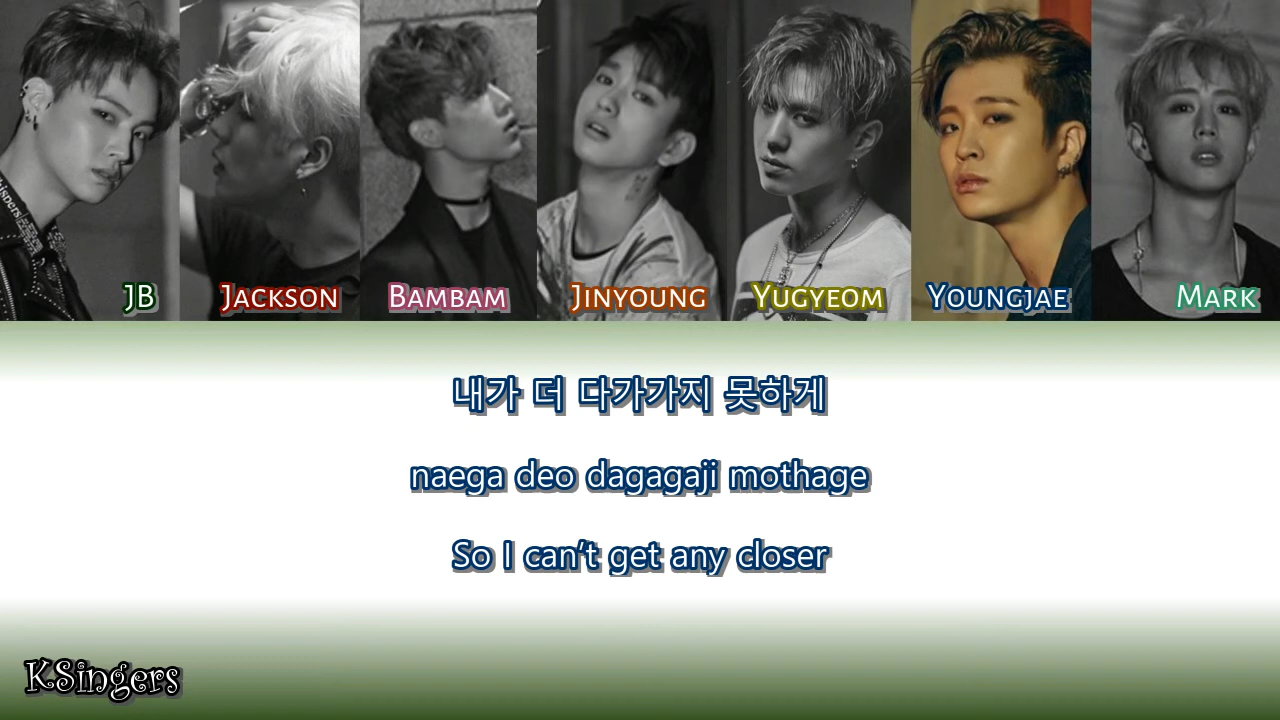 JB
Jackson
Bambam
Jinyoung
Yugyeom
Youngjae
Mark
내가 더 다가가지 못하게
naega deo dagagaji mothage
So I can't get any closer
KSingers